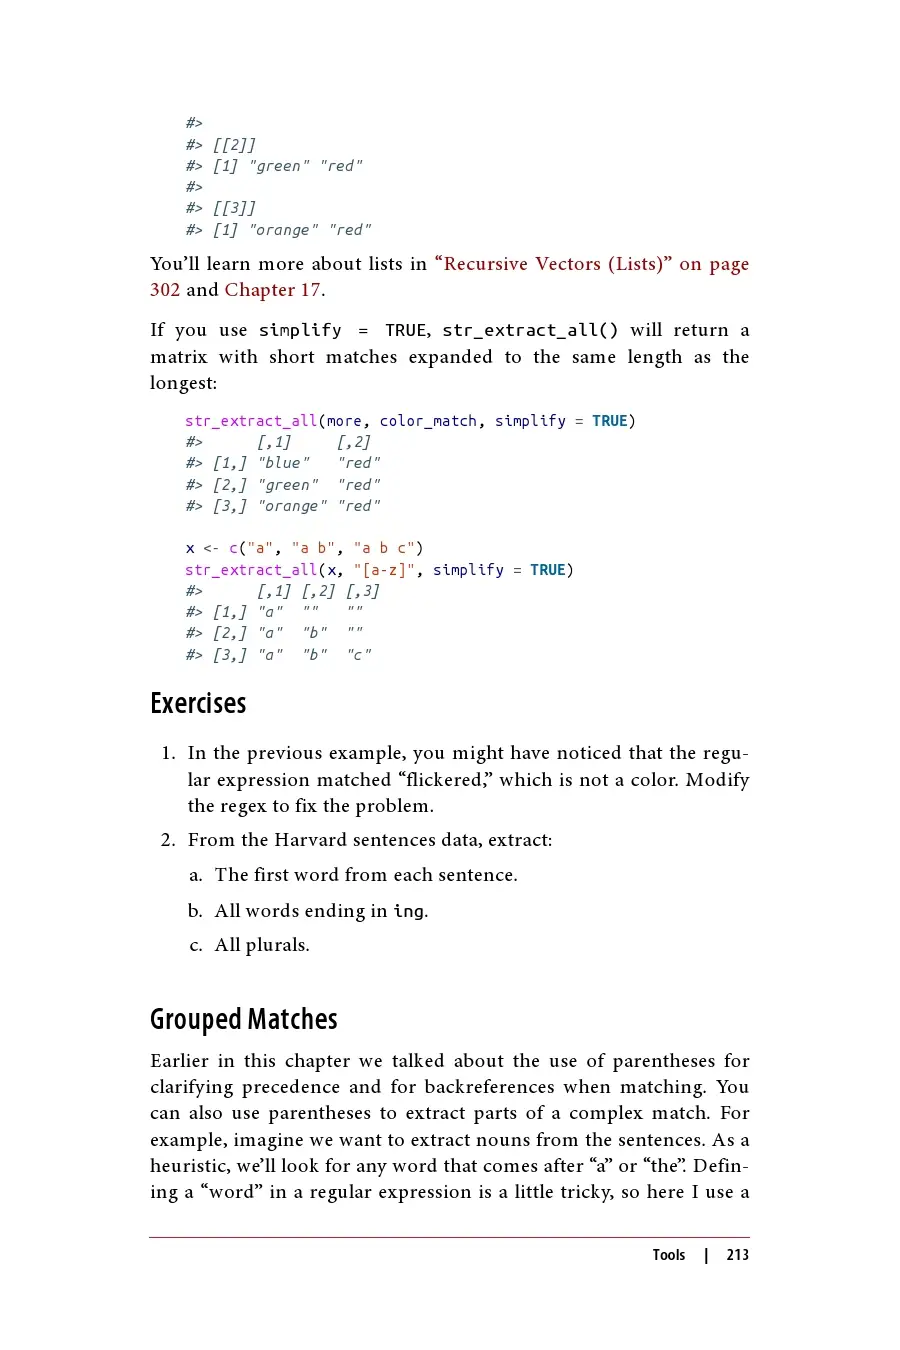 #>
#> [[2]]
#> [1] "green" "red"
#>
#> [[3]]
#> [1] "orange" "red"
You’ll learn more about lists in “Recursive Vectors (Lists)” on page
302 and Chapter 17.
If you use simplify = TRUE, str_extract_all() will return a
matrix with short matches expanded to the same length as the
longest:
str_extract_all(more, color_match, simplify = TRUE)
#>      [,1]     [,2]
#> [1,] "blue"   "red"
#> [2,] "green"  "red"
#> [3,] "orange" "red"
x <- c("a", "a b", "a b c")
str_extract_all(x, "[a-z]", simplify = TRUE)
#>      [,1] [,2] [,3]
#> [1,] "a"  ""   ""
#> [2,] "a"  "b"  ""
#> [3,] "a"  "b"  "c"
Exercises
1. In the previous example, you might have noticed that the regu-
lar expression matched “flickered,” which is not a color. Modify
the regex to fix the problem.
2. From the Harvard sentences data, extract:
a. The first word from each sentence.
b. All words ending in ing.
c. All plurals.
Grouped Matches
Earlier in this chapter we talked about the use of parentheses for
clarifying precedence and for backreferences when matching. You
can also use parentheses to extract parts of a complex match. For
example, imagine we want to extract nouns from the sentences. As a
heuristic, we’ll look for any word that comes after “a” or “the”. Defin-
ing a “word” in a regular expression is a little tricky, so here I use a
Tools | 213